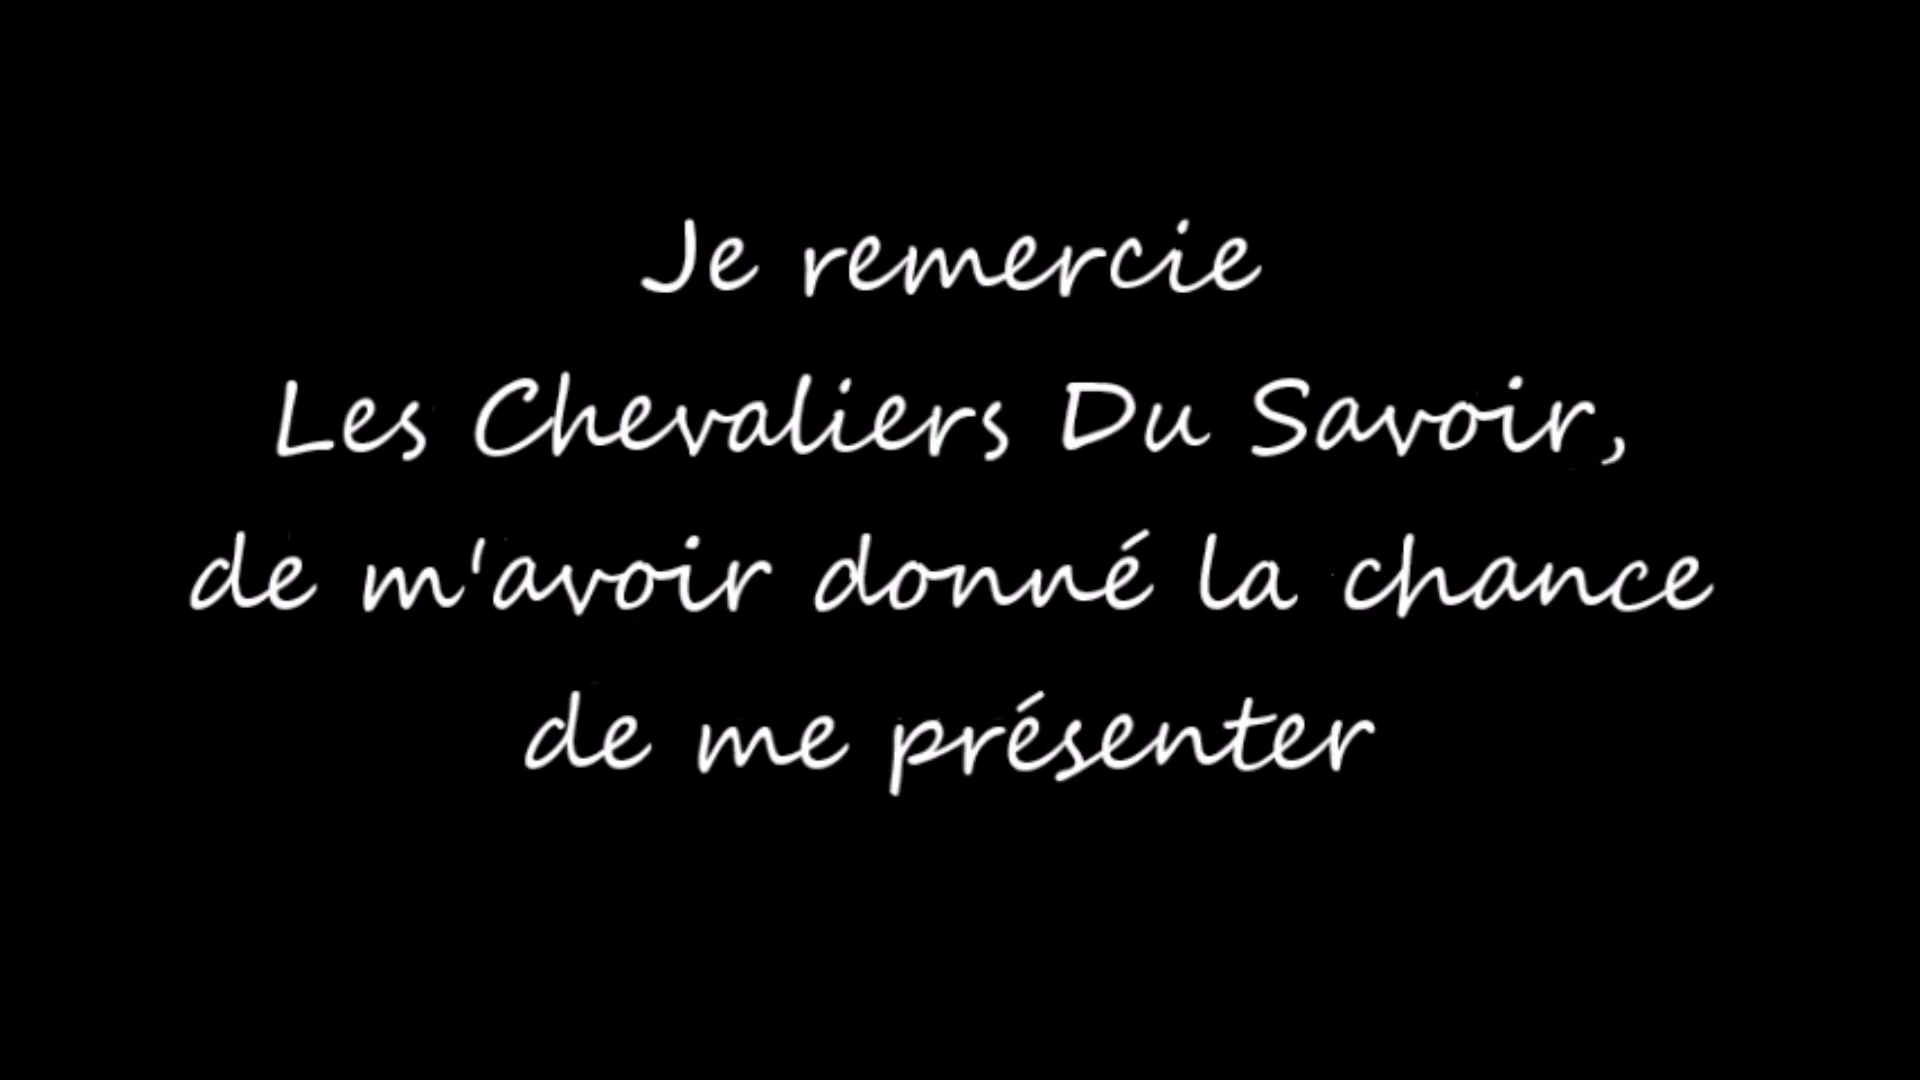 Je remercie
Les Chevaliers Du Savoir,
de m'avoir donné la chance
de me présenter